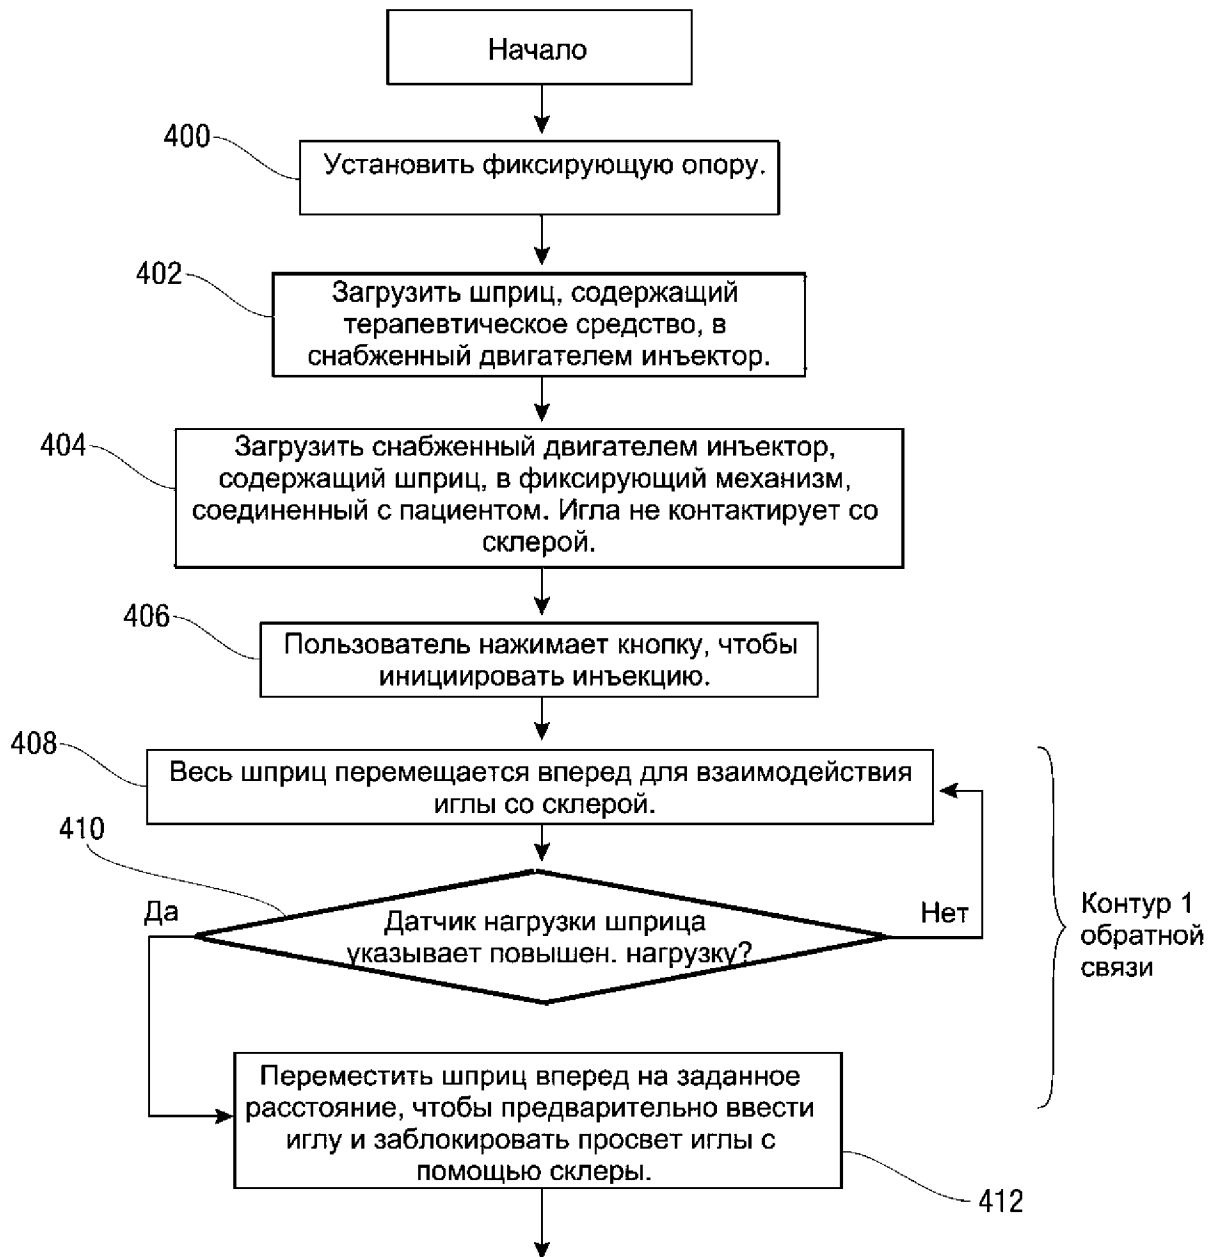 Начало
400
Установить фиксирующую опору.
402
Загрузить шприц, содержащий
терапевтическое средство, в
снабженный двигателем инъектор.
404
Загрузить снабженный двигателем инъектор,
содержащий шприц, в фиксирующий механизм,
соединенный с пациентом. Игла не контактирует со
склерой.
406
Пользователь нажимает кнопку, чтобы
инициировать инъекцию.
408
Весь шприц перемещается вперед для взаимодействия
иглы со склерой.
410
Да
Датчик нагрузки шприца
указывает повышен. нагрузку?
Нет
Контур 1
обратной
связи
Переместить шприц вперед на заданное
расстояние, чтобы предварительно ввести
иглу и заблокировать просвет иглы с
помощью склеры.
412